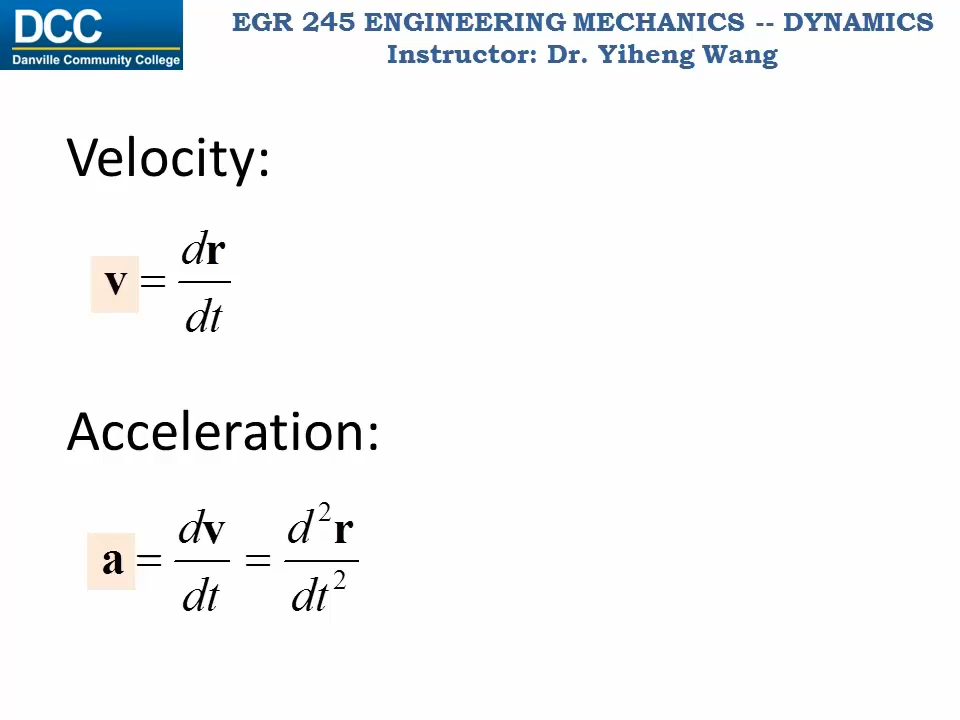 DCC
Danville Community College
EGR 245 ENGINEERING MECHANICS -- DYNAMICS
Instructor: Dr. Yiheng Wang
Velocity:
v = dr/dt
Acceleration:
a = dv/dt = d²r/dt²